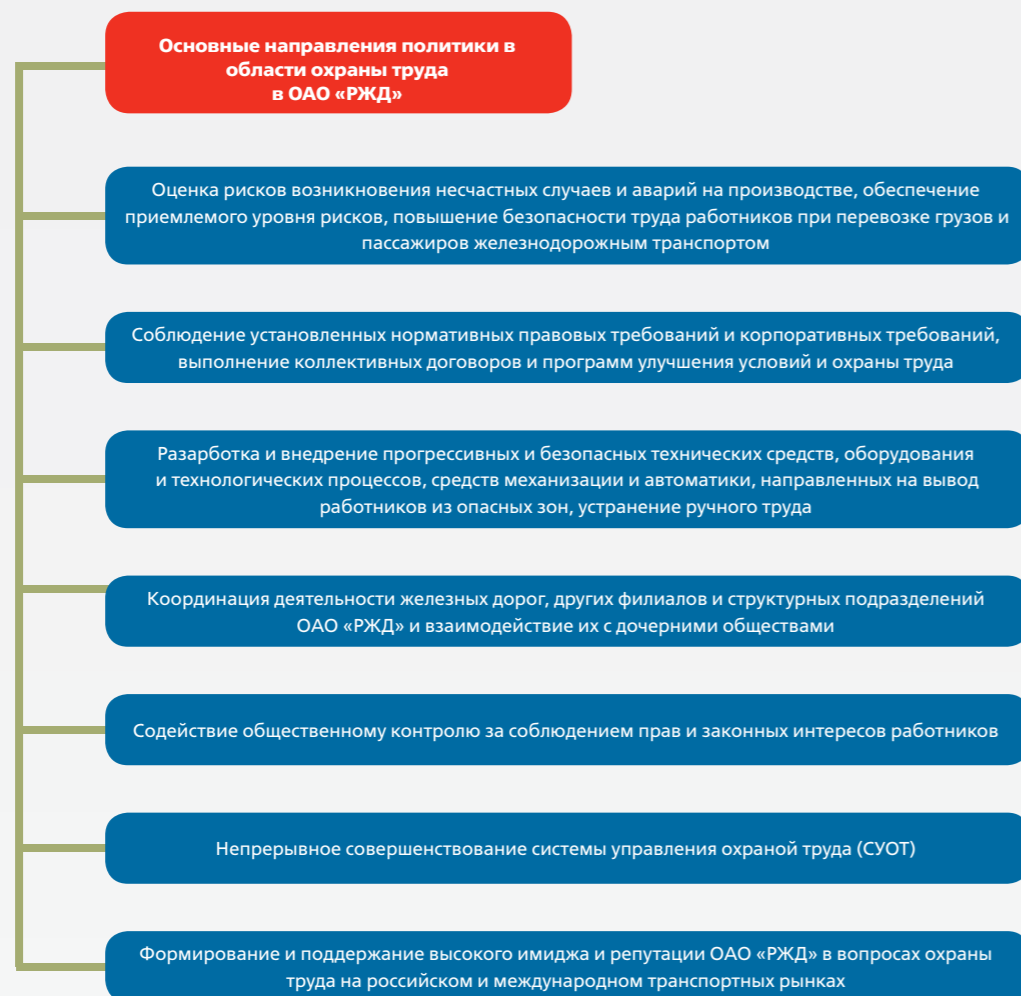 Основные направления политики в
области охраны труда
в ОАО «РЖД»
Оценка рисков возникновения несчастных случаев и аварий на производстве, обеспечение
приемлемого уровня рисков, повышение безопасности труда работников при перевозке грузов и
пассажиров железнодорожным транспортом
Соблюдение установленных нормативных правовых требований и корпоративных требований,
выполнение коллективных договоров и программ улучшения условий и охраны труда
Разарботка и внедрение прогрессивных и безопасных технических средств, оборудования
и технологических процессов, средств механизации и автоматики, направленных на вывод
работников из опасных зон, устранение ручного труда
Координация деятельности железных дорог, других филиалов и структурных подразделений
ОАО «РЖД» и взаимодействие их с дочерними обществами
Содействие общественному контролю за соблюдением прав и законных интересов работников
Непрерывное совершенствование системы управления охраной труда (СУОТ)
Формирование и поддержание высокого имиджа и репутации ОАО «РЖД» в вопросах охраны
труда на российском и международном транспортных рынках